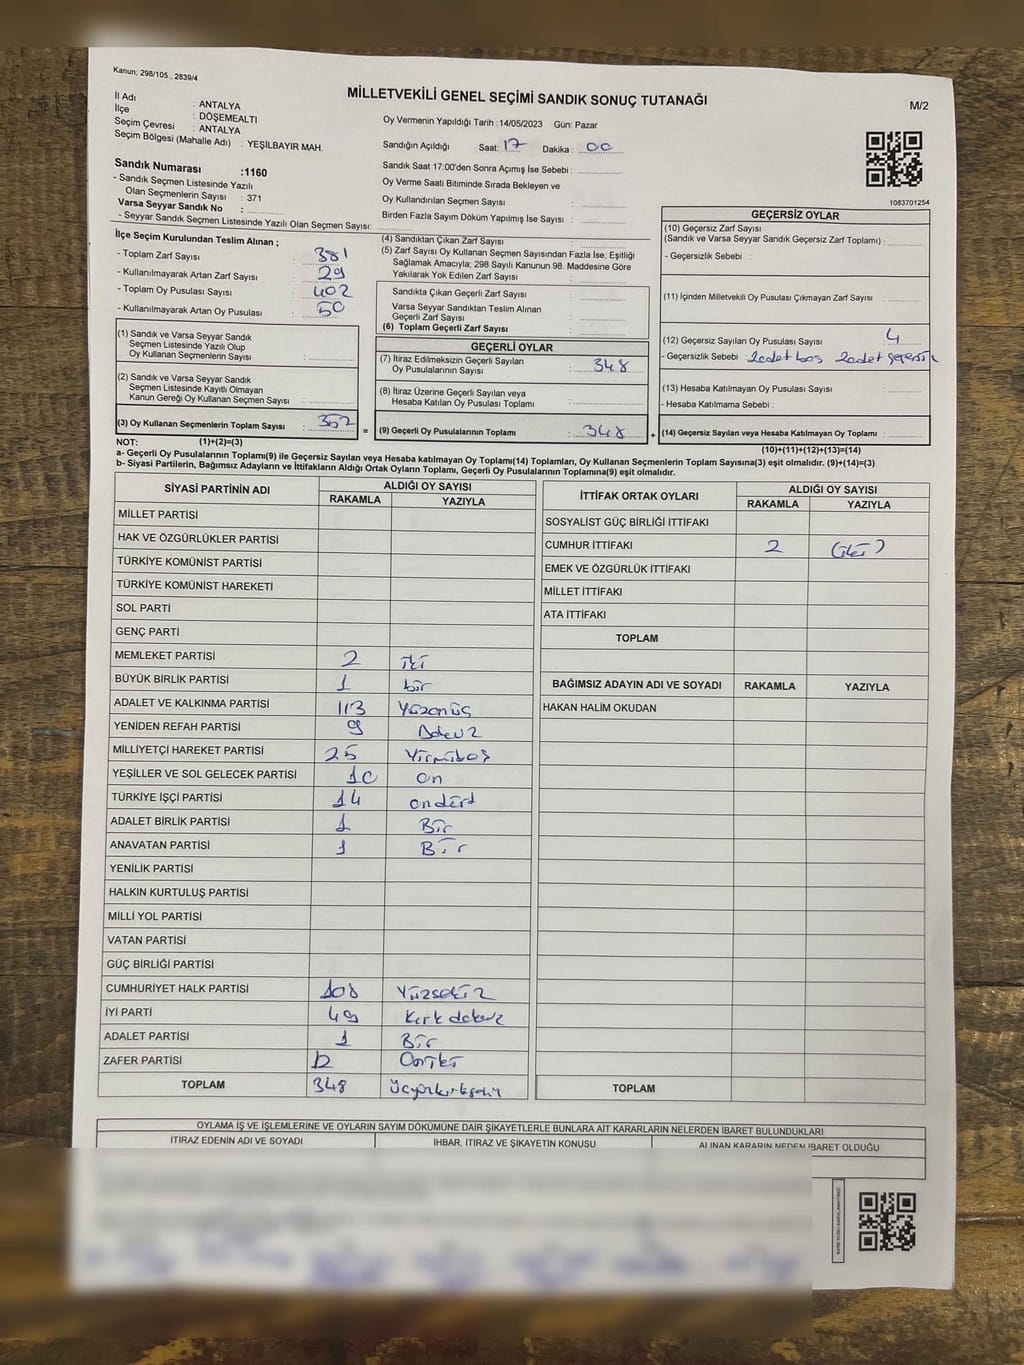 Kanun; 298/105 , 2839/4
MİLLETVEKİLİ GENEL SEÇİMİ SANDIK SONUÇ TUTANAĞI
M/2
İl Adı : ANTALYA
İlçe : DÖŞEMEALTI
Seçim Çevresi : ANTALYA
Seçim Bölgesi (Mahalle Adı) : YEŞİLBAYIR MAH.
Oy Vermenin Yapıldığı Tarih :14/05/2023 Gün: Pazar
Sandığın Açıldığı Saat: 17 Dakika : 00
Sandık Saat 17:00'den Sonra Açımış İse Sebebi :
Oy Verme Saati Bitiminde Sırada Bekleyen ve
Oy Kullandırılan Seçmen Sayısı :
Birden Fazla Sayım Döküm Yapılmış İse Sayısı :
Sandık Numarası :1160
- Sandık Seçmen Listesinde Yazılı
Olan Seçmenlerin Sayısı : 371
Varsa Seyyar Sandık No :
- Seyyar Sandık Seçmen Listesinde Yazılı Olan Seçmen Sayısı:
1083701254
İlçe Seçim Kurulundan Teslim Alınan ;
- Toplam Zarf Sayısı : 381
- Kullanılmayarak Artan Zarf Sayısı : 29
- Toplam Oy Pusulası Sayısı : 402
- Kullanılmayarak Artan Oy Pusulası : 50
(1) Sandık ve Varsa Seyyar Sandık
Seçmen Listesinde Yazılı Olup
Oy Kullanan Seçmenlerin Sayısı :
(2) Sandık ve Varsa Seyyar Sandık
Seçmen Listesinde Kayıtlı Olmayan
Kanun Gereği Oy Kullanan Seçmen Sayısı :
(3) Oy Kullanan Seçmenlerin Toplam Sayısı : 352 =
(4) Sandıktan Çıkan Zarf Sayısı :
(5) Zarf Sayısı Oy Kullanan Seçmen Sayısından Fazla İse, Eşitliği
Sağlamak Amacıyla; 298 Sayılı Kanunun 98. Maddesine Göre
Yakılarak Yok Edilen Zarf Sayısı :
Sandıkta Çıkan Geçerli Zarf Sayısı :
Varsa Seyyar Sandıktan Teslim Alınan
Geçerli Zarf Sayısı :
(6) Toplam Geçerli Zarf Sayısı :
GEÇERLİ OYLAR
(7) İtiraz Edilmeksizin Geçerli Sayılan
Oy Pusulalarının Sayısı : 348
(8) İtiraz Üzerine Geçerli Sayılan veya
Hesaba Katılan Oy Pusulası Toplamı :
(9) Geçerli Oy Pusulalarının Toplamı : 348 +
GEÇERSİZ OYLAR
(10) Geçersiz Zarf Sayısı
(Sandık ve Varsa Seyyar Sandık Geçersiz Zarf Toplamı) :
- Geçersizlik Sebebi :
(11) İçinden Milletvekili Oy Pusulası Çıkmayan Zarf Sayısı :
(12) Geçersiz Sayılan Oy Pusulası Sayısı : 4
- Geçersizlik Sebebi : 2 adet boş 2 adet geçersiz
(13) Hesaba Katılmayan Oy Pusulası Sayısı :
- Hesaba Katılmama Sebebi :
(14) Geçersiz Sayılan veya Hesaba Katılmayan Oy Pusulası Toplamı :
NOT: (1)+(2)=(3) (10)+(11)+(12)+(13)=(14)
a- Geçerli Oy Pusulalarının Toplamı(9) ile Geçersiz Sayılan veya Hesaba Katılmayan Oy Pusulası Toplamı(14) Toplamları, Oy Kullanan Seçmenlerin Toplam Sayısına(3) eşit olmalıdır. (9)+(14)=(3)
b- Siyasi Partilerin, Bağımsız Adayların ve İttifakların Aldığı Ortak Oyların Toplamı, Geçerli Oy Pusulalarının Toplamına(9) eşit olmalıdır.
SİYASİ PARTİNİN ADI ALDIĞI OY SAYISI
RAKAMLA YAZIYLA
MİLLET PARTİSİ
HAK VE ÖZGÜRLÜKLER PARTİSİ
TÜRKİYE KOMÜNİST PARTİSİ
TÜRKİYE KOMÜNİST HAREKETİ
SOL PARTİ
GENÇ PARTİ
MEMLEKET PARTİSİ 2 iki
BÜYÜK BİRLİK PARTİSİ 1 bir
ADALET VE KALKINMA PARTİSİ 113 Yüzonüç
YENİDEN REFAH PARTİSİ 9 Dokuz
MİLLİYETÇİ HAREKET PARTİSİ 25 Yirmibeş
YEŞİLLER VE SOL GELECEK PARTİSİ 10 on
TÜRKİYE İŞÇİ PARTİSİ 14 ondört
ADALET BİRLİK PARTİSİ 1 Bir
ANAVATAN PARTİSİ 1 Bir
YENİLİK PARTİSİ
HALKIN KURTULUŞ PARTİSİ
MİLLİ YOL PARTİSİ
VATAN PARTİSİ
GÜÇ BİRLİĞİ PARTİSİ
CUMHURİYET HALK PARTİSİ 108 Yüzsekiz
İYİ PARTİ 49 Kırkdokuz
ADALET PARTİSİ 1 Bir
ZAFER PARTİSİ 12 Oniki
TOPLAM 348 Üçyüzkırksekiz
İTTİFAK ORTAK OYLARI ALDIĞI OY SAYISI
RAKAMLA YAZIYLA
SOSYALİST GÜÇ BİRLİĞİ İTTİFAKI
CUMHUR İTTİFAKI 2 (iki)
EMEK VE ÖZGÜRLÜK İTTİFAKI
MİLLET İTTİFAKI
ATA İTTİFAKI
TOPLAM
BAĞIMSIZ ADAYIN ADI VE SOYADI RAKAMLA YAZIYLA
HAKAN HALİM OKUDAN
TOPLAM
OYLAMA İŞ VE İŞLEMLERİNE VE OYLARIN SAYIM DÖKÜMÜNE DAİR ŞİKAYETLERLE BUNLARA AİT KARARLARIN NELERDEN İBARET BULUNDUKLARI
İTİRAZ EDENİN ADI VE SOYADI İHBAR, İTİRAZ VE ŞİKAYETİN KONUSU ALINAN KARARIN NEDEN İBARET OLDUĞU